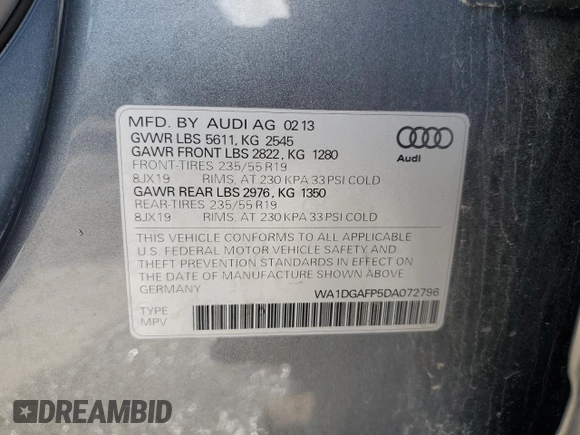 MFD. BY AUDI AG 02 13
GVWR LBS 5611, KG 2545
GAWR FRONT LBS 2822, KG 1280
FRONT-TIRES 235/55 R19
8JX19 RIMS, AT 230 KPA 33 PSI COLD
GAWR REAR LBS 2976, KG 1350
REAR-TIRES 235/55 R19
8JX19 RIMS, AT 230 KPA 33 PSI COLD
Audi
THIS VEHICLE CONFORMS TO ALL APPLICABLE
U.S. FEDERAL MOTOR VEHICLE SAFETY AND
THEFT PREVENTION STANDARDS IN EFFECT ON
THE DATE OF MANUFACTURE SHOWN ABOVE.
GERMANY
WA1DGAFP5DA072796
TYPE
MPV
DREAMBID